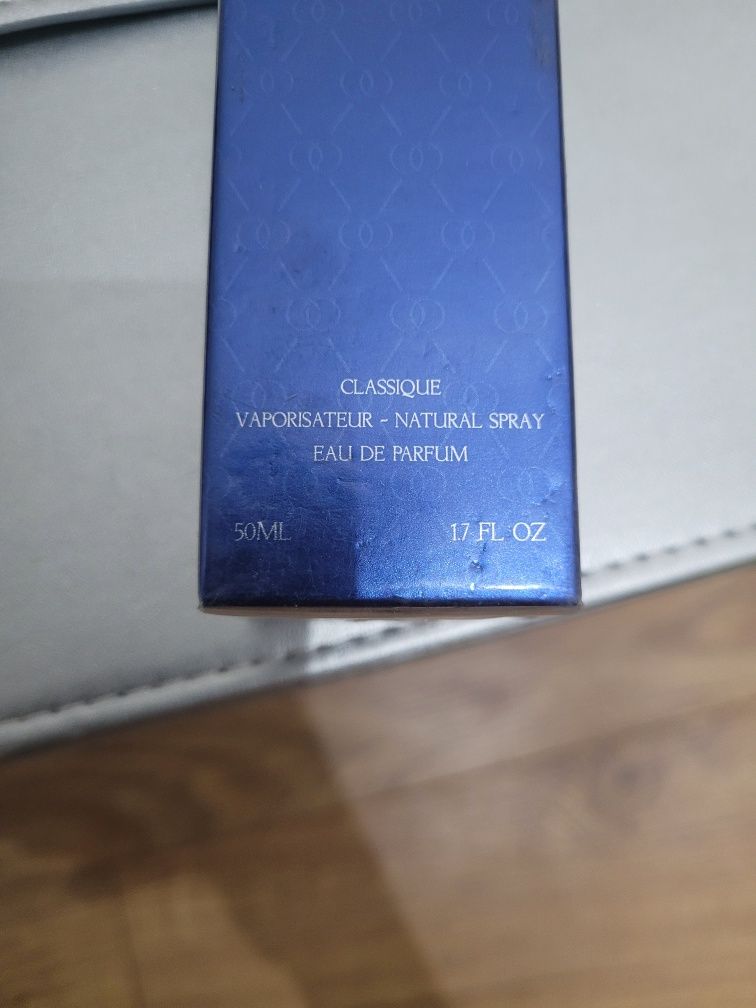 CLASSIQUE
VAPORISATEUR - NATURAL SPRAY
EAU DE PARFUM
50ML 1.7 FL OZ